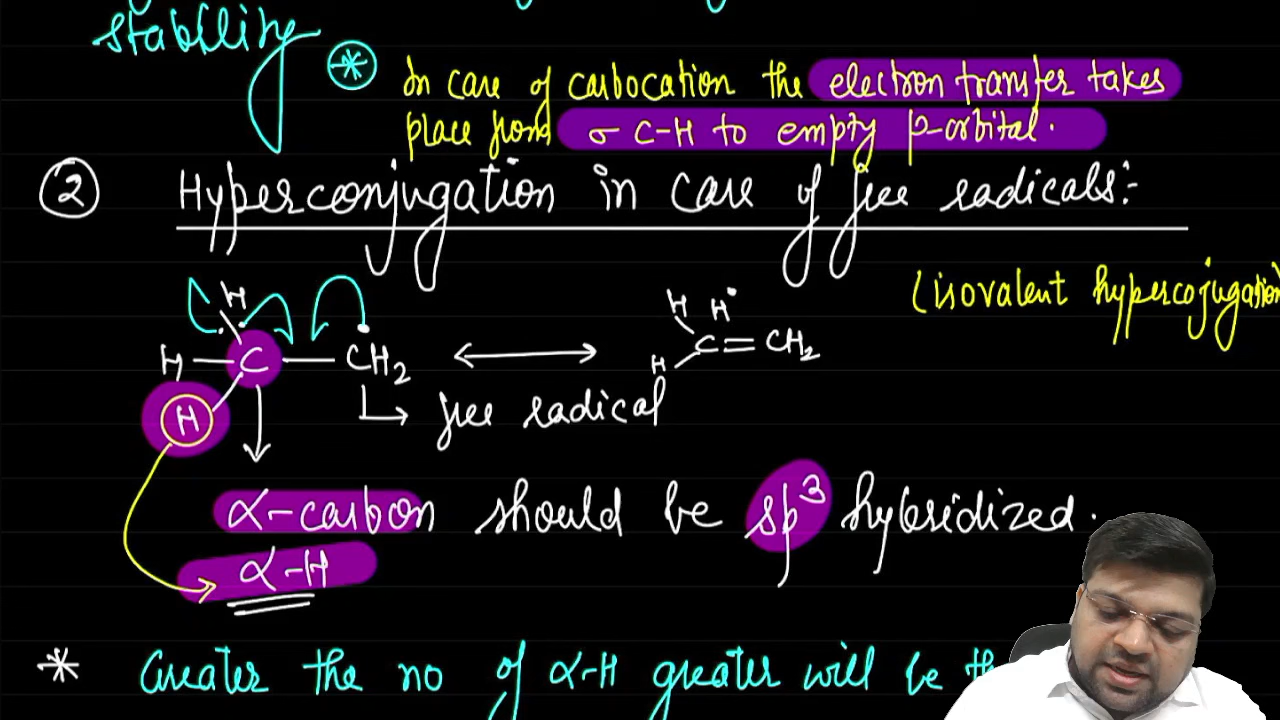 stability
* In case of carbocation the electron transfer takes
place from σ C-H to empty p-orbital.
② Hyperconjugation in case of free radicals:-
(isovalent hypercojugation)
H H H•
H — C — CH₂ ⟷ C = CH₂
H H
↳ free radical
α-carbon should be sp³ hybridized.
α-H
* Greater the no of α-H greater will be